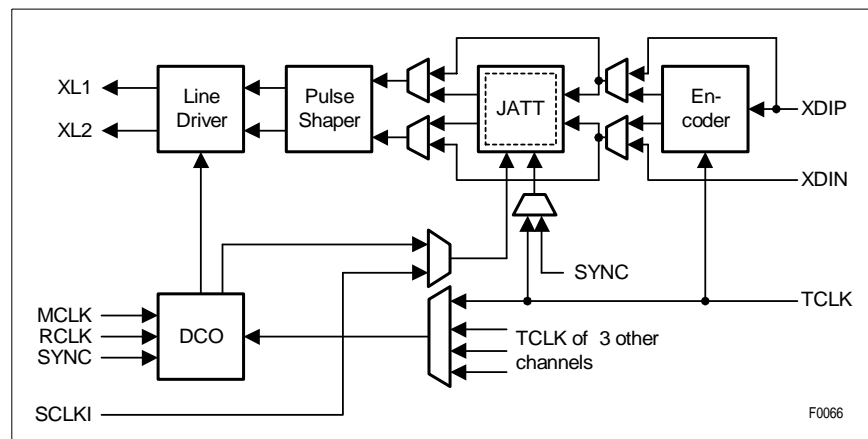 XL1
XL2
Line
Driver
Pulse
Shaper
JATT
En-
coder
XDIP
XDIN
SYNC
TCLK
MCLK
RCLK
SYNC
DCO
TCLK of 3 other
channels
SCLKI
F0066